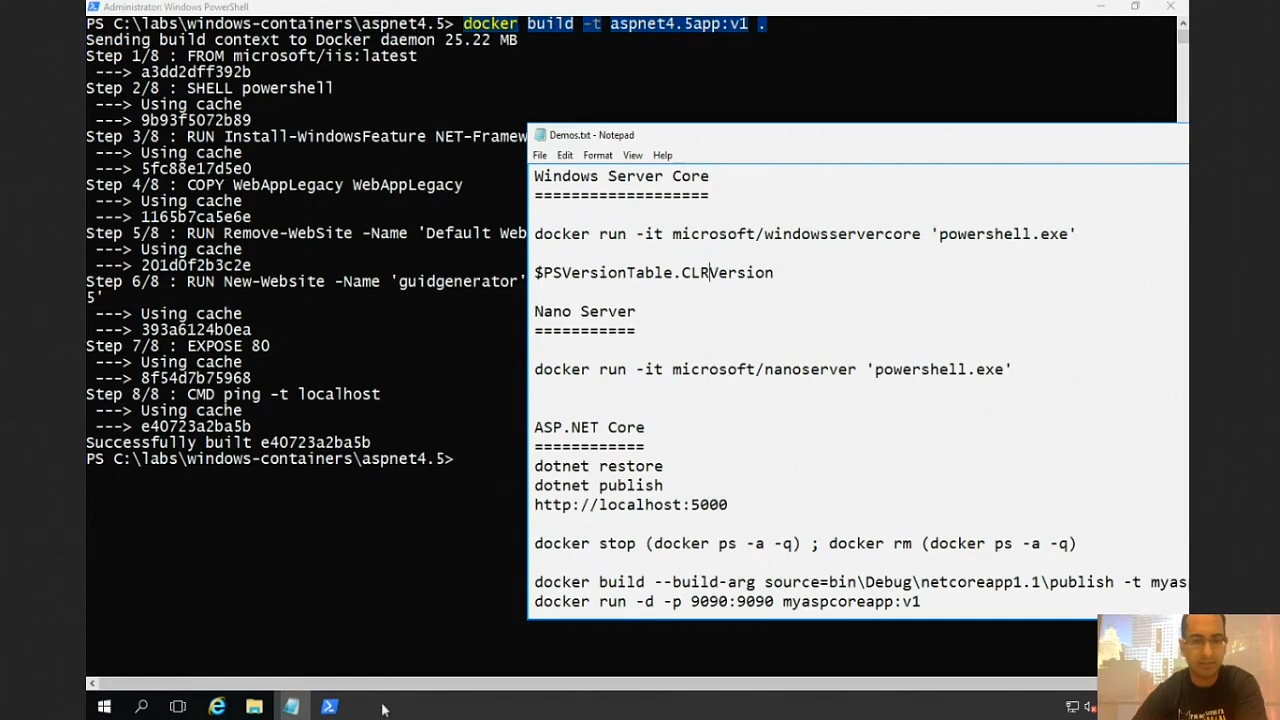 Administrator: Windows PowerShell
PS C:\labs\windows-containers\aspnet4.5> docker build -t aspnet4.5app:v1 .
Sending build context to Docker daemon 25.22 MB
Step 1/8 : FROM microsoft/iis:latest
---> a3dd2dff392b
Step 2/8 : SHELL powershell
---> Using cache
---> 9b93f5072b89
Step 3/8 : RUN Install-WindowsFeature NET-Framew
---> Using cache
---> 5fc88e17d5e0
Step 4/8 : COPY WebAppLegacy WebAppLegacy
---> Using cache
---> 1165b7ca5e6e
Step 5/8 : RUN Remove-WebSite -Name 'Default Web
---> Using cache
---> 201d0f2b3c2e
Step 6/8 : RUN New-Website -Name 'guidgenerator'
5'
---> Using cache
---> 393a6124b0ea
Step 7/8 : EXPOSE 80
---> Using cache
---> 8f54d7b75968
Step 8/8 : CMD ping -t localhost
---> Using cache
---> e40723a2ba5b
Successfully built e40723a2ba5b
PS C:\labs\windows-containers\aspnet4.5>
Demos.txt - Notepad
File Edit Format View Help
Windows Server Core
===================
docker run -it microsoft/windowsservercore 'powershell.exe'
$PSVersionTable.CLRVersion
Nano Server
===========
docker run -it microsoft/nanoserver 'powershell.exe'
ASP.NET Core
============
dotnet restore
dotnet publish
http://localhost:5000
docker stop (docker ps -a -q) ; docker rm (docker ps -a -q)
docker build --build-arg source=bin\Debug\netcoreapp1.1\publish -t myas
docker run -d -p 9090:9090 myaspcoreapp:v1